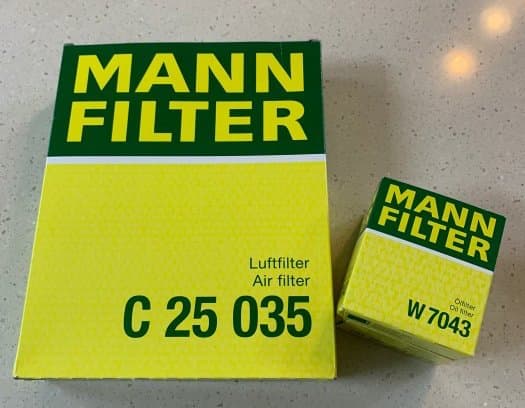 MANN
FILTER
Luftfilter
Air filter
C 25 035
MANN
FILTER
Ölfilter
Oil filter
W 7043